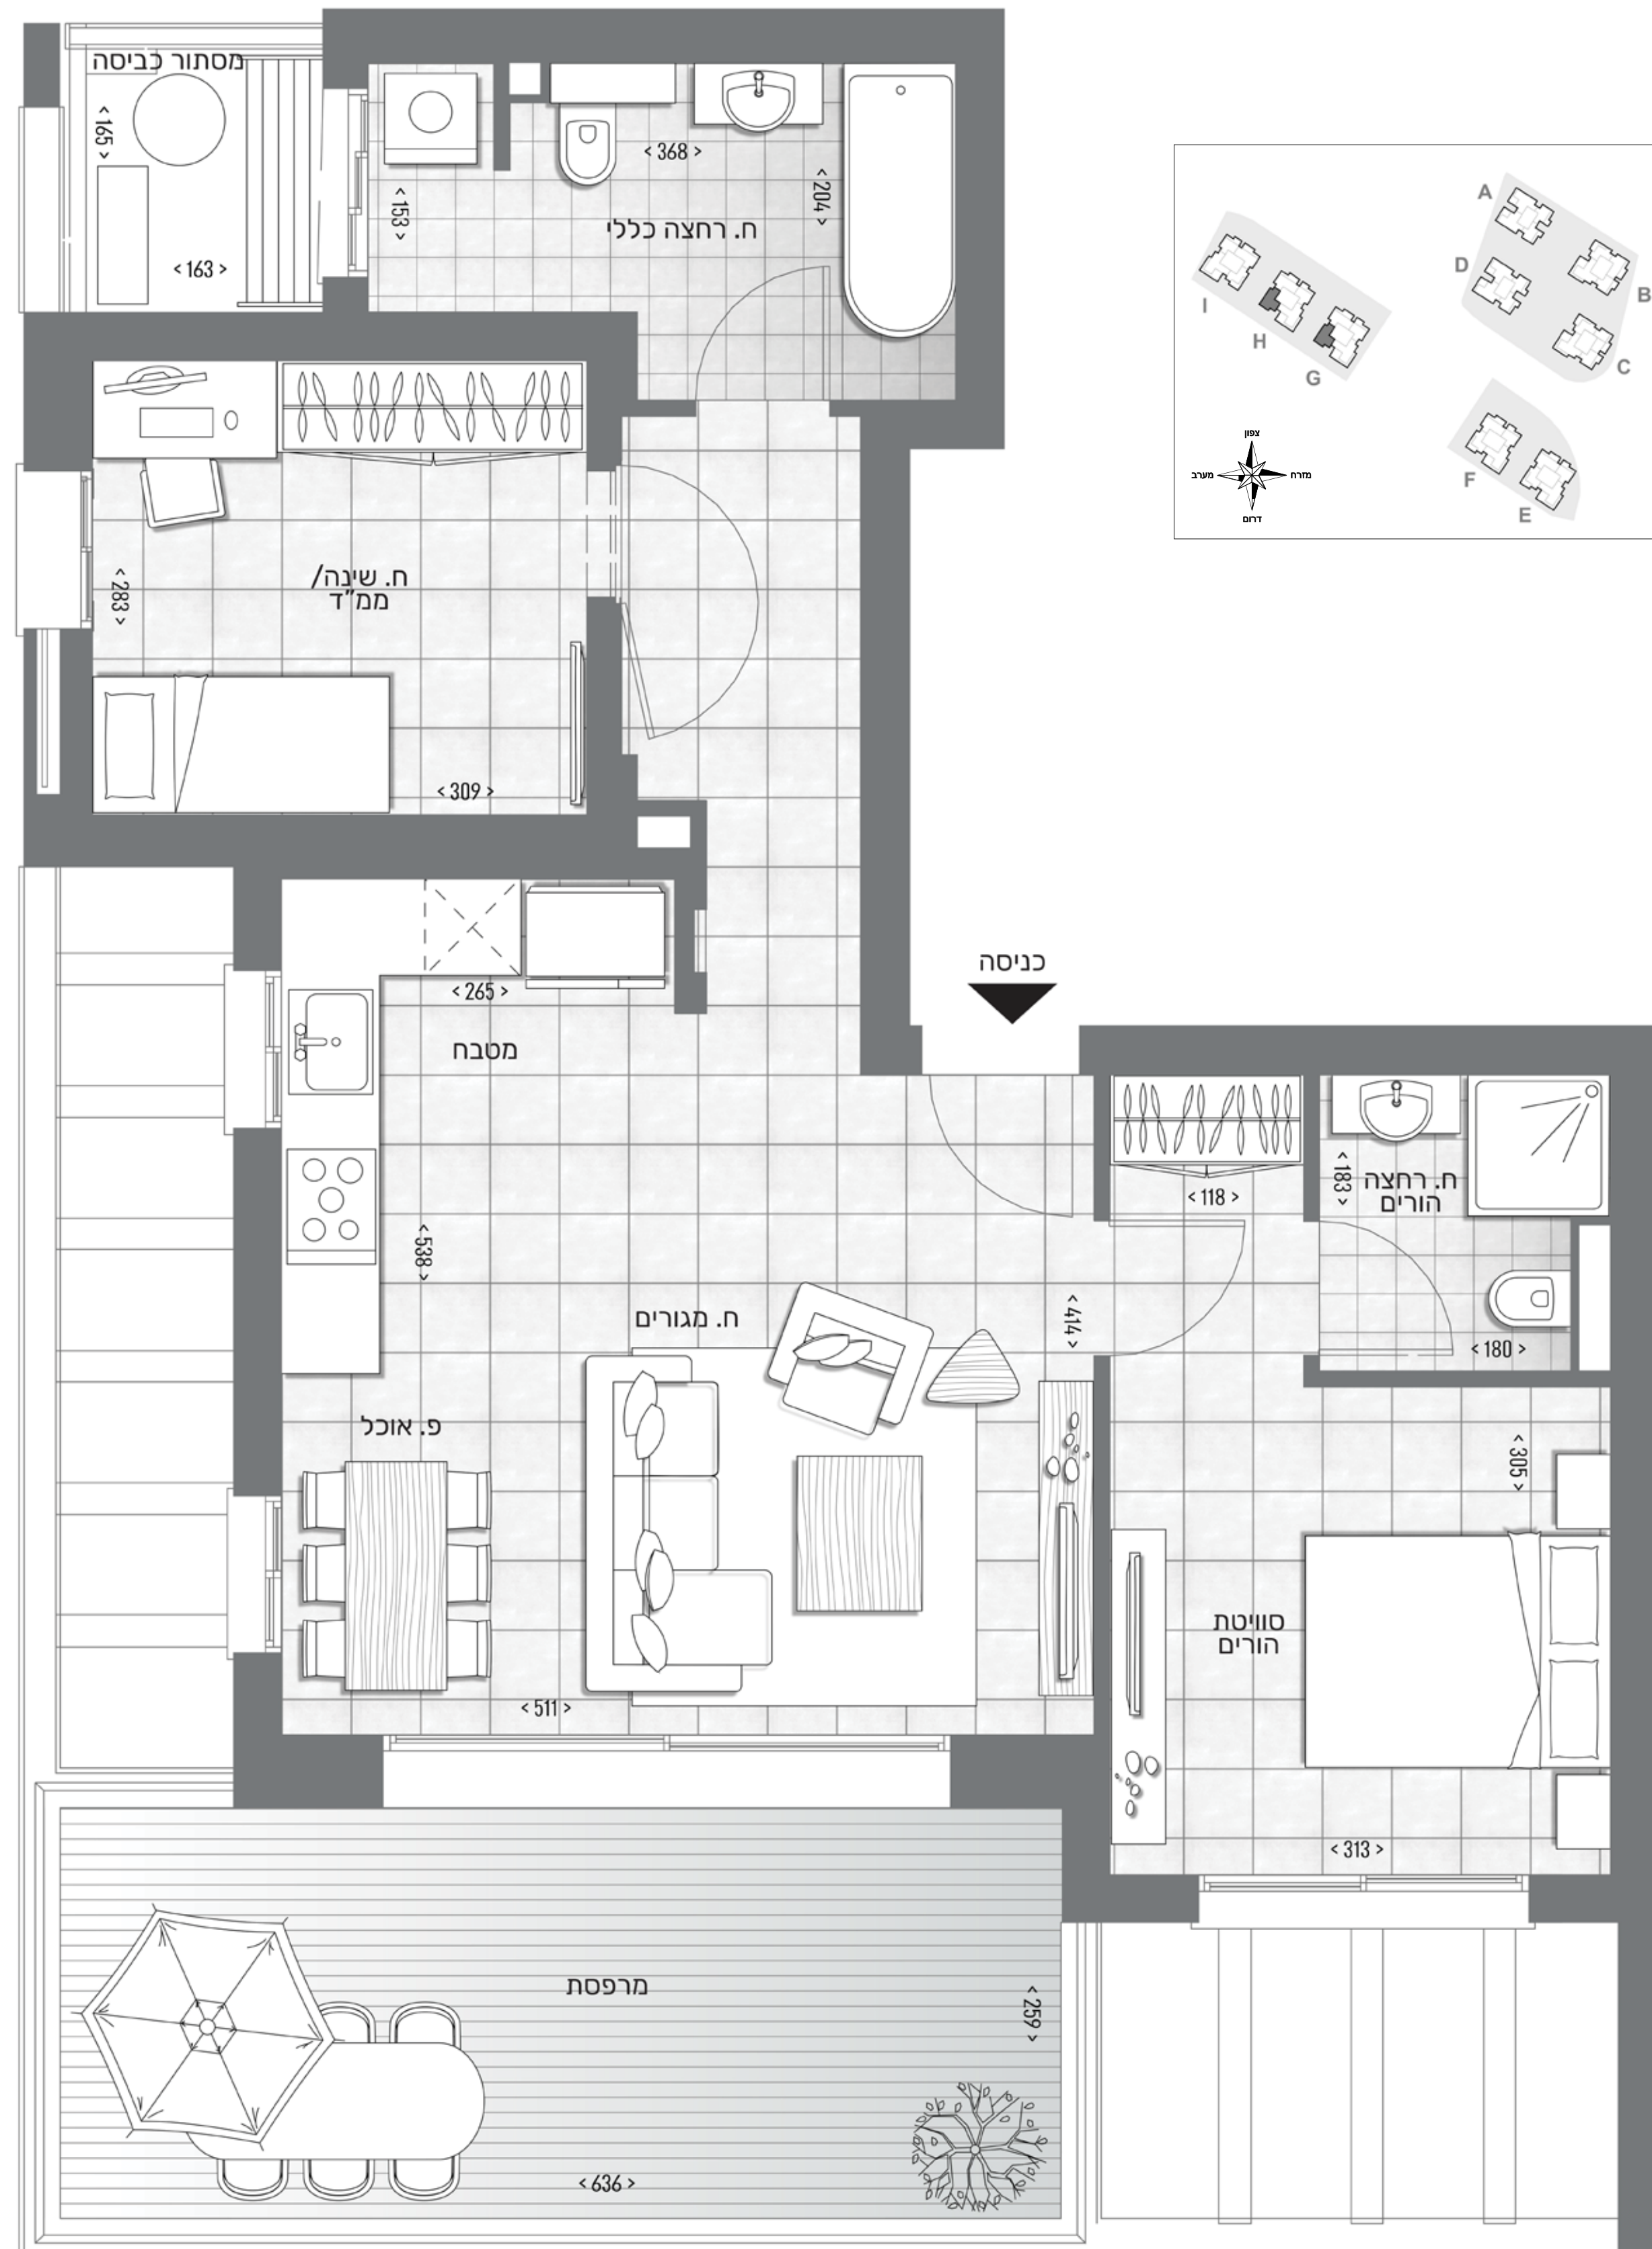 מסתור כביסה
< 165 >
< 163 >
< 153 >
< 368 >
< 204 >
ח. רחצה כללי
A
D
B
C
I
H
G
F
E
צפון
מערב
מזרח
דרום
ח. שינה/
ממ"ד
< 283 >
< 309 >
כניסה
< 265 >
מטבח
< 538 >
< 118 >
< 183 >
ח. רחצה
הורים
< 180 >
ח. מגורים
< 414 >
פ. אוכל
< 305 >
סוויטת
הורים
< 511 >
< 313 >
מרפסת
< 259 >
< 636 >